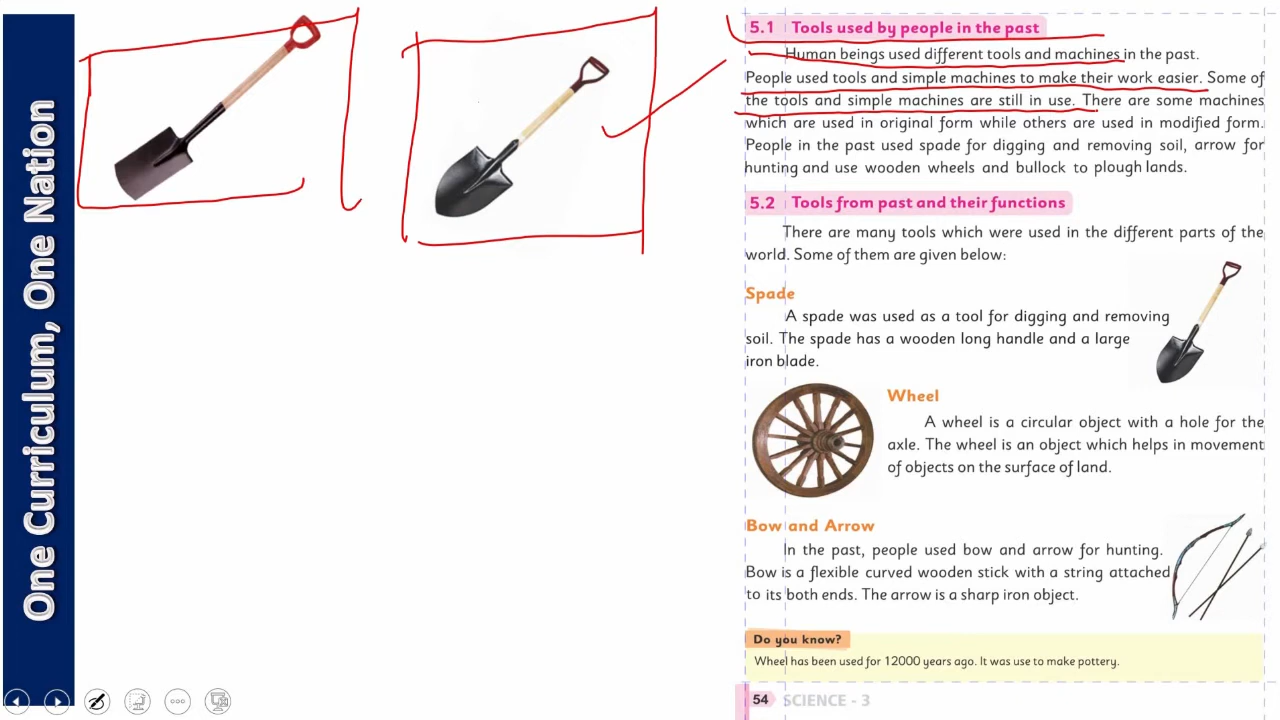 One Curriculum, One Nation
5.1 Tools used by people in the past
Human beings used different tools and machines in the past.
People used tools and simple machines to make their work easier. Some of
the tools and simple machines are still in use. There are some machines
which are used in original form while others are used in modified form.
People in the past used spade for digging and removing soil, arrow for
hunting and use wooden wheels and bullock to plough lands.
5.2 Tools from past and their functions
There are many tools which were used in the different parts of the
world. Some of them are given below:
Spade
A spade was used as a tool for digging and removing
soil. The spade has a wooden long handle and a large
iron blade.
Wheel
A wheel is a circular object with a hole for the
axle. The wheel is an object which helps in movement
of objects on the surface of land.
Bow and Arrow
In the past, people used bow and arrow for hunting.
Bow is a flexible curved wooden stick with a string attached
to its both ends. The arrow is a sharp iron object.
Do you know?
Wheel has been used for 12000 years ago. It was use to make pottery.
54 SCIENCE - 3